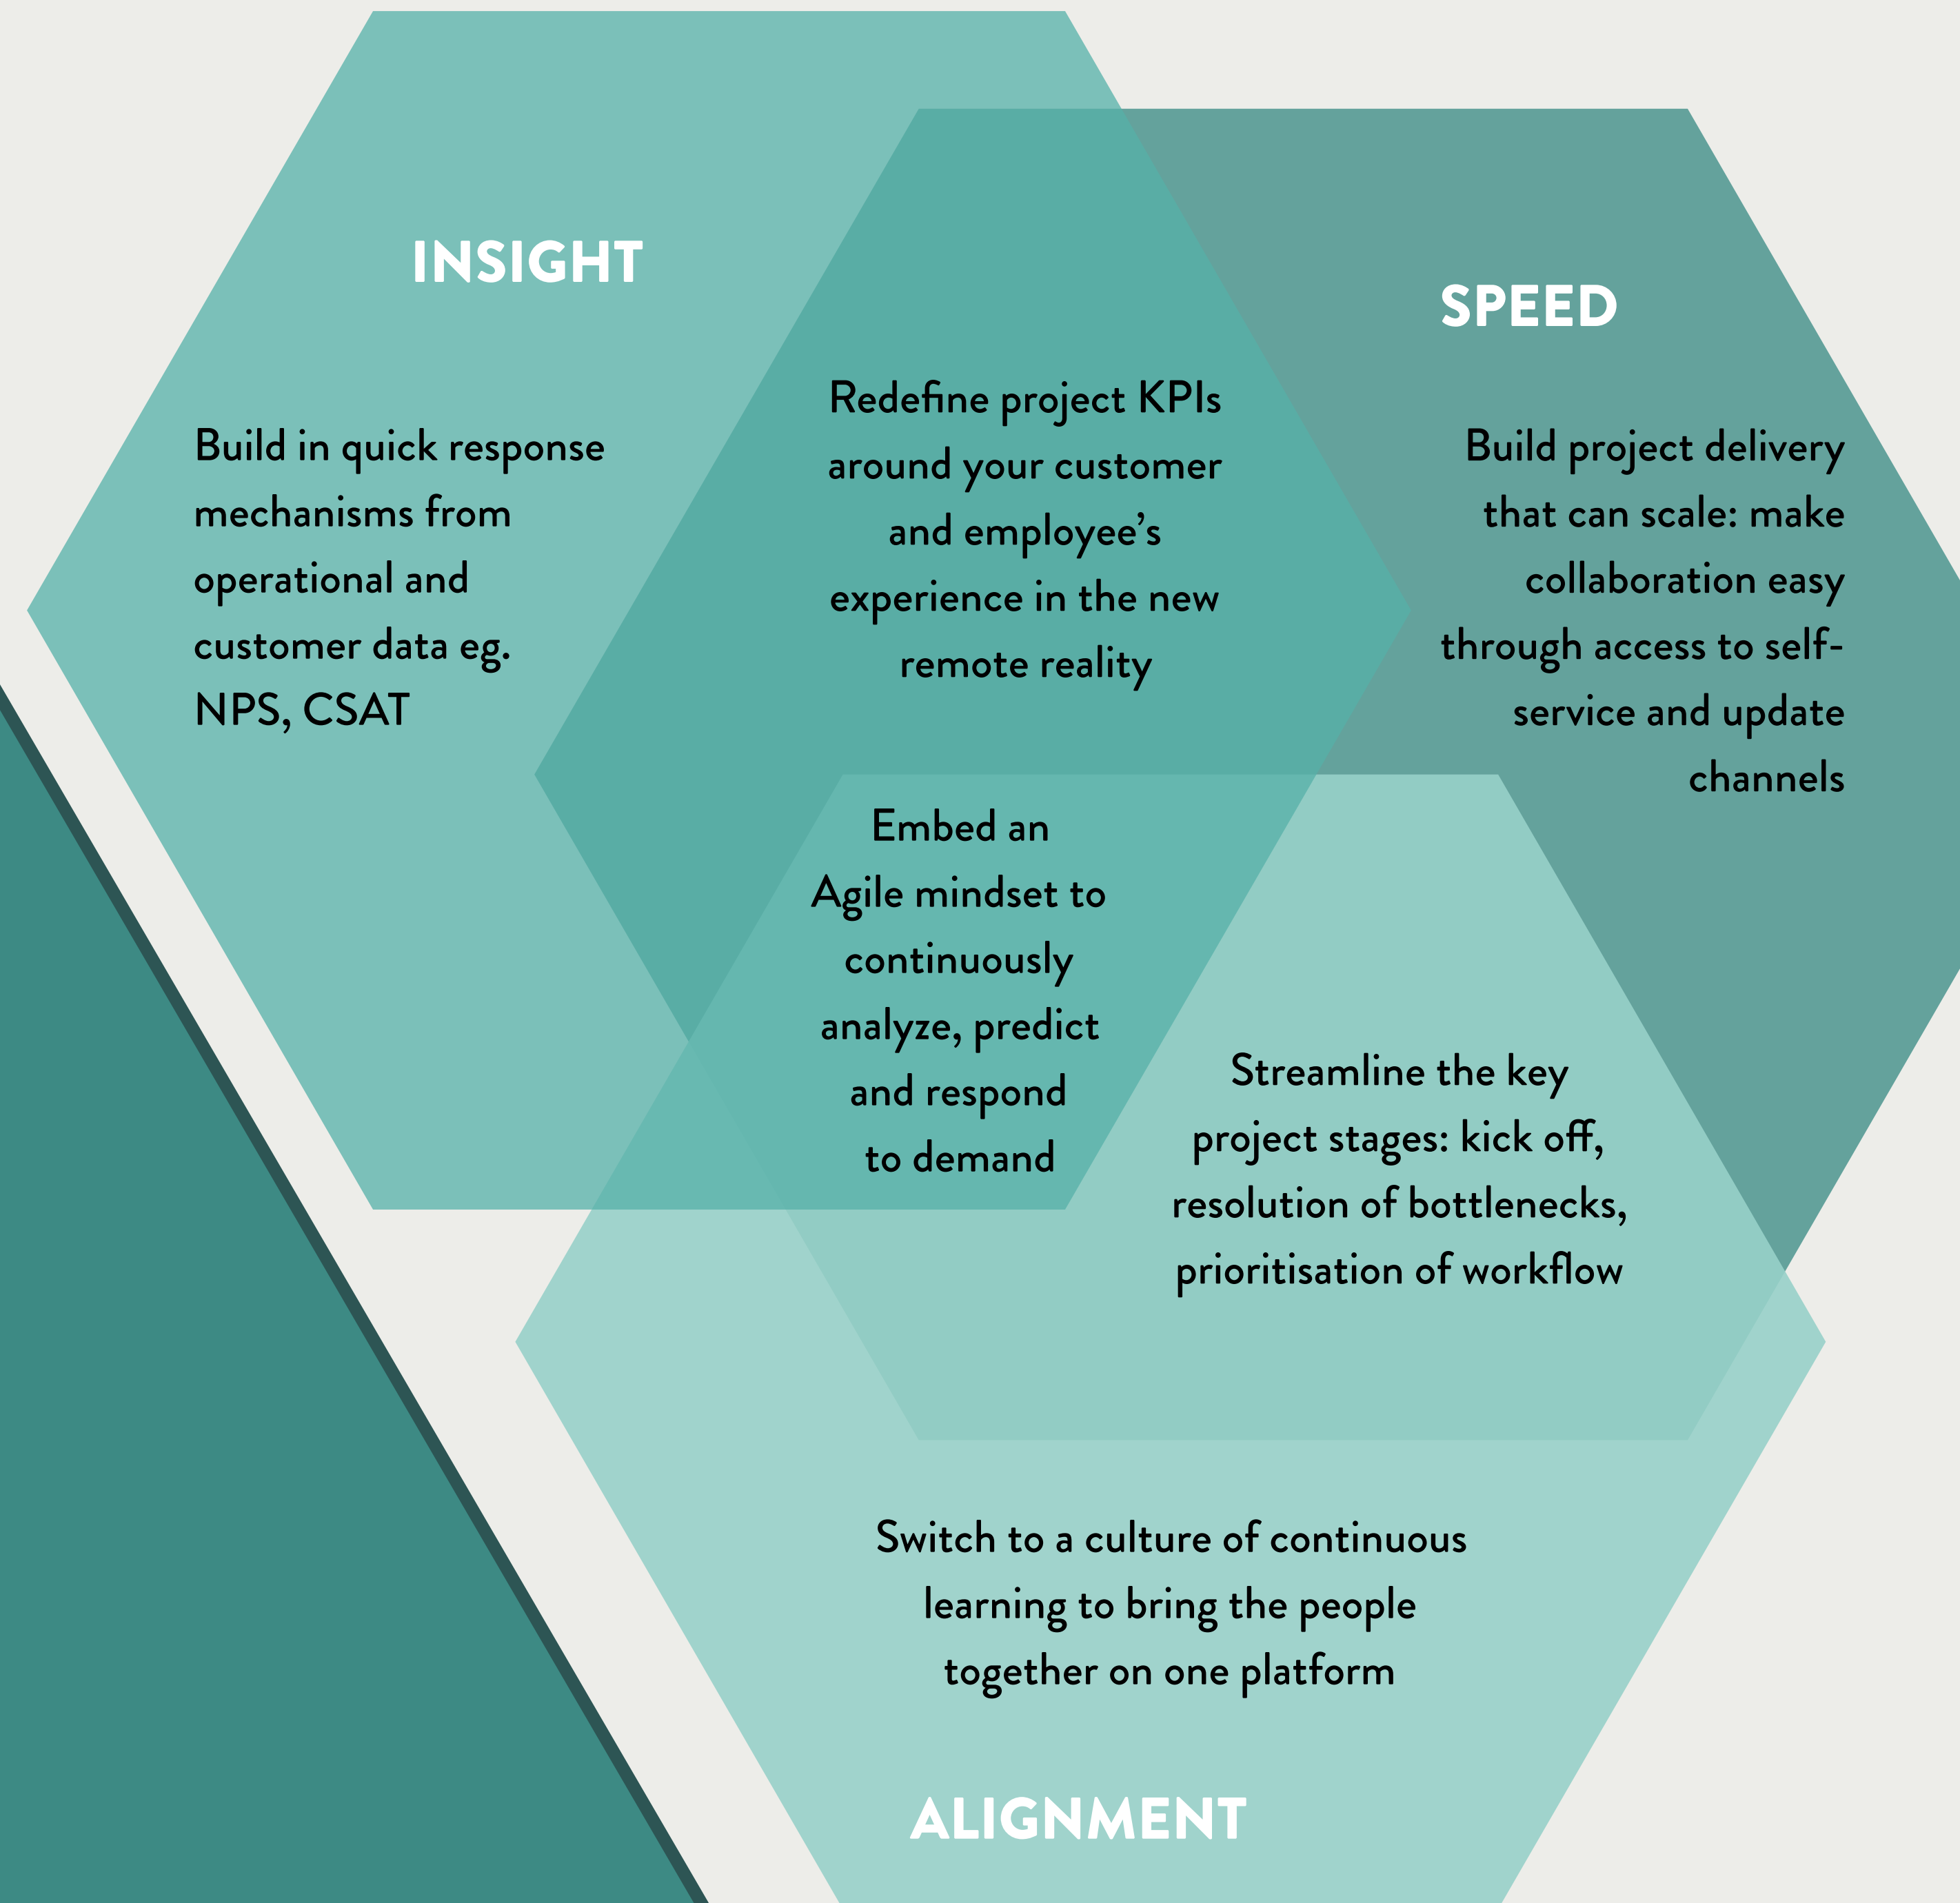 INSIGHT
Build in quick response
mechanisms from
operational and
customer data eg.
NPS, CSAT
Redefine project KPIs
around your customer
and employee’s
experience in the new
remote reality
SPEED
Build project delivery
that can scale: make
collaboration easy
through access to self-
service and update
channels
Embed an
Agile mindset to
continuously
analyze, predict
and respond
to demand
Streamline the key
project stages: kick off,
resolution of bottlenecks,
prioritisation of workflow
Switch to a culture of continuous
learning to bring the people
together on one platform
ALIGNMENT